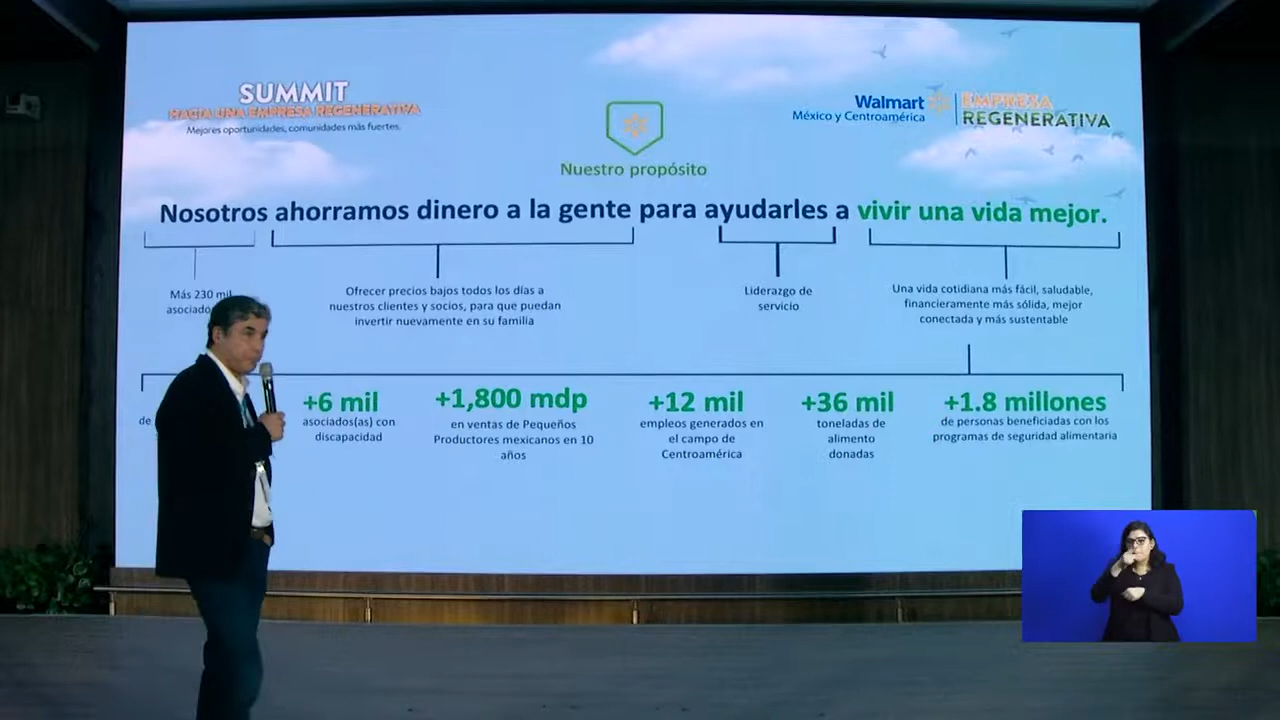 SUMMIT
HACIA UNA EMPRESA REGENERATIVA
Mejores oportunidades, comunidades más fuertes.
Walmart
México y Centroamérica
EMPRESA
REGENERATIVA
Nuestro propósito
Nosotros ahorramos dinero a la gente para ayudarles a vivir una vida mejor.
Más 230 mil
Ofrecer precios bajos todos los días a
nuestros clientes y socios, para que puedan
invertir nuevamente en su familia
Liderazgo de
servicio
Una vida cotidiana más fácil, saludable,
financieramente más sólida, mejor
conectada y más sustentable
de
+6 mil
asociados(as) con
discapacidad
+1,800 mdp
en ventas de Pequeños
Productores mexicanos en 10
años
+12 mil
empleos generados en
el campo de
Centroamérica
+36 mil
toneladas de
alimento
donadas
+1.8 millones
de personas beneficiadas con los
programas de seguridad alimentaria